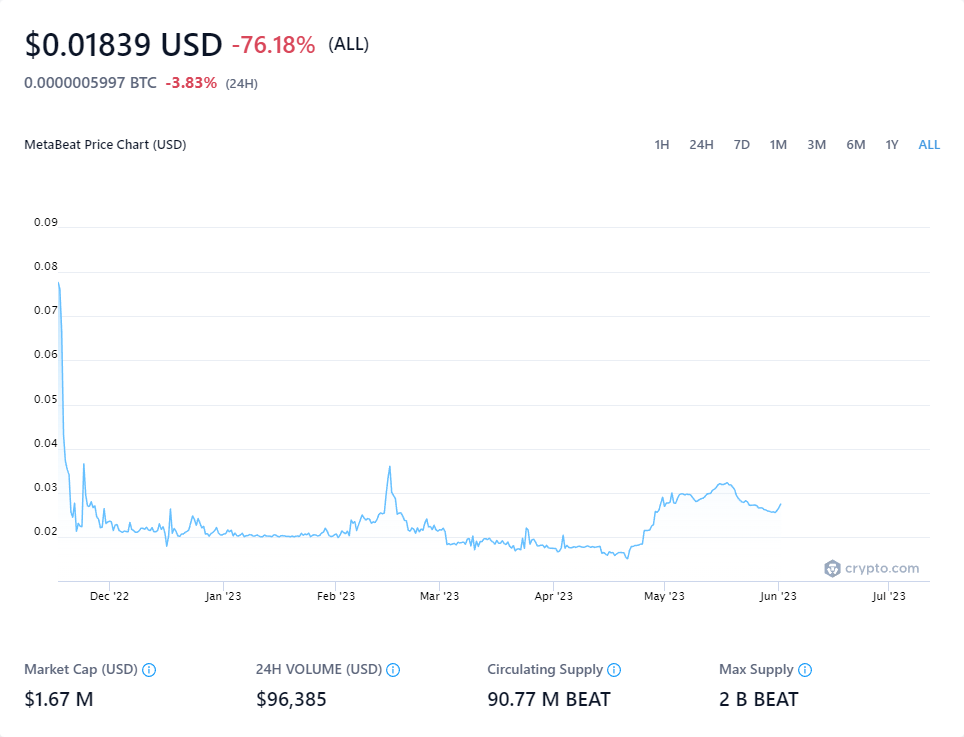 $0.01839 USD -76.18% (ALL)
0.0000005997 BTC -3.83% (24H)
MetaBeat Price Chart (USD) 1H 24H 7D 1M 3M 6M 1Y ALL
0.09
0.08
0.07
0.06
0.05
0.04
0.03
0.02
crypto.com
Dec '22 Jan '23 Feb '23 Mar '23 Apr '23 May '23 Jun '23 Jul '23
Market Cap (USD) 24H VOLUME (USD) Circulating Supply Max Supply
$1.67 M $96,385 90.77 M BEAT 2 B BEAT